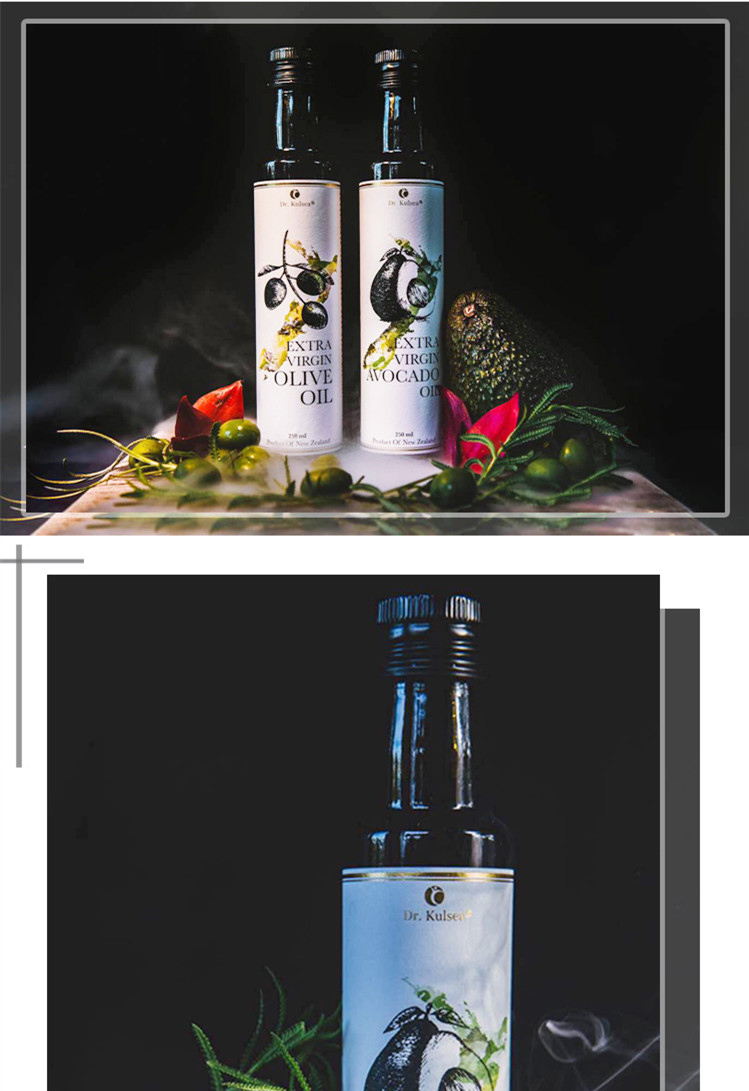 Dr. Kulsea®
EXTRA
VIRGIN
OLIVE
OIL
250 ml
Product Of New Zealand
Dr. Kulsea®
EXTRA
VIRGIN
AVOCADO
OIL
250 ml
Product Of New Zealand
Dr. Kulsea®